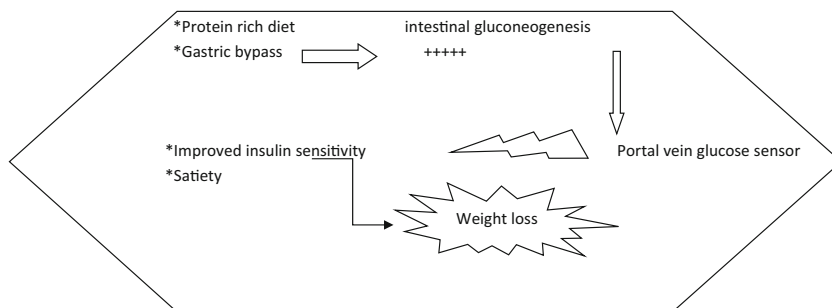 *Protein rich diet
intestinal gluconeogenesis
*Gastric bypass
+++++
*Improved insulin sensitivity
Portal vein glucose sensor
*Satiety
Weight loss